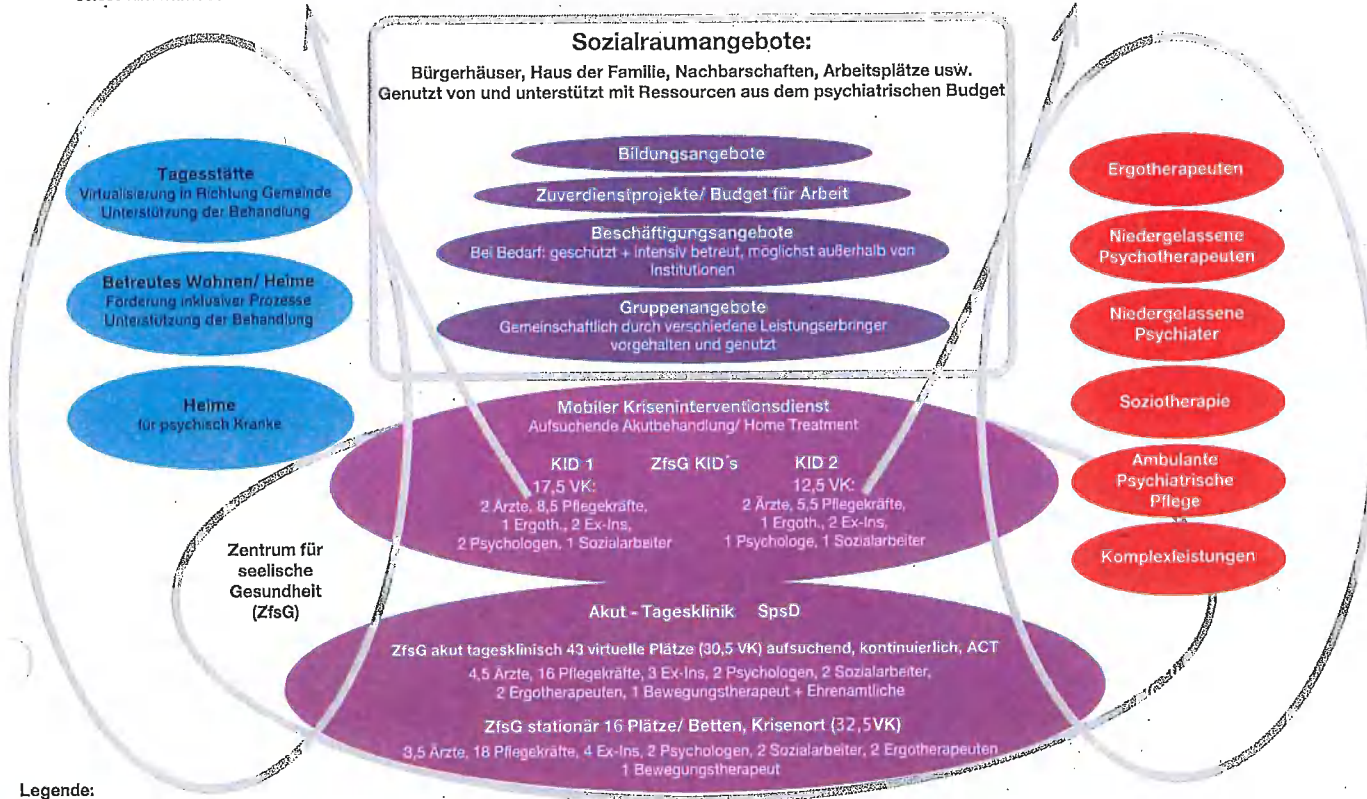 Sozialraumangebote:
Bürgerhäuser, Haus der Familie, Nachbarschaften, Arbeitsplätze usw.
Genutzt von und unterstützt mit Ressourcen aus dem psychiatrischen Budget
Bildungsangebote
Zuverdienstprojekte/ Budget für Arbeit
Beschäftigungsangebote
Bei Bedarf: geschützt + intensiv betreut, möglichst außerhalb von
Institutionen
Gruppenangebote
Gemeinschaftlich durch verschiedene Leistungserbringer
vorgehalten und genutzt
Tagesstätte
Virtualisierung in Richtung Gemeinde
Unterstützung der Behandlung
Betreutes Wohnen/ Heime
Förderung inklusiver Prozesse
Unterstützung der Behandlung
Heime
für psychisch Kranke
Ergotherapeuten
Niedergelassene
Psychotherapeuten
Niedergelassene
Psychiater
Soziotherapie
Ambulante
Psychiatrische
Pflege
Komplexleistungen
Mobiler Kriseninterventionsdienst
Aufsuchende Akutbehandlung/ Home Treatment
KID 1 ZfsG KID´s KID 2
17,5 VK:
2 Ärzte, 8,5 Pflegekräfte,
1 Ergoth., 2 Ex-Ins,
2 Psychologen, 1 Sozialarbeiter
12,5 VK:
2 Ärzte, 5,5 Pflegekräfte,
1 Ergoth., 2 Ex-Ins,
1 Psychologe, 1 Sozialarbeiter
Zentrum für
seelische
Gesundheit
(ZfsG)
Akut - Tagesklinik SpsD
ZfsG akut tagesklinisch 43 virtuelle Plätze (30,5 VK) aufsuchend, kontinuierlich, ACT
4,5 Ärzte, 16 Pflegekräfte, 3 Ex-Ins, 2 Psychologen, 2 Sozialarbeiter,
2 Ergotherapeuten, 1 Bewegungstherapeut + Ehrenamtliche
ZfsG stationär 16 Plätze/ Betten, Krisenort (32,5VK)
3,5 Ärzte, 18 Pflegekräfte, 4 Ex-Ins, 2 Psychologen, 2 Sozialarbeiter, 2 Ergotherapeuten
1 Bewegungstherapeut
Legende: